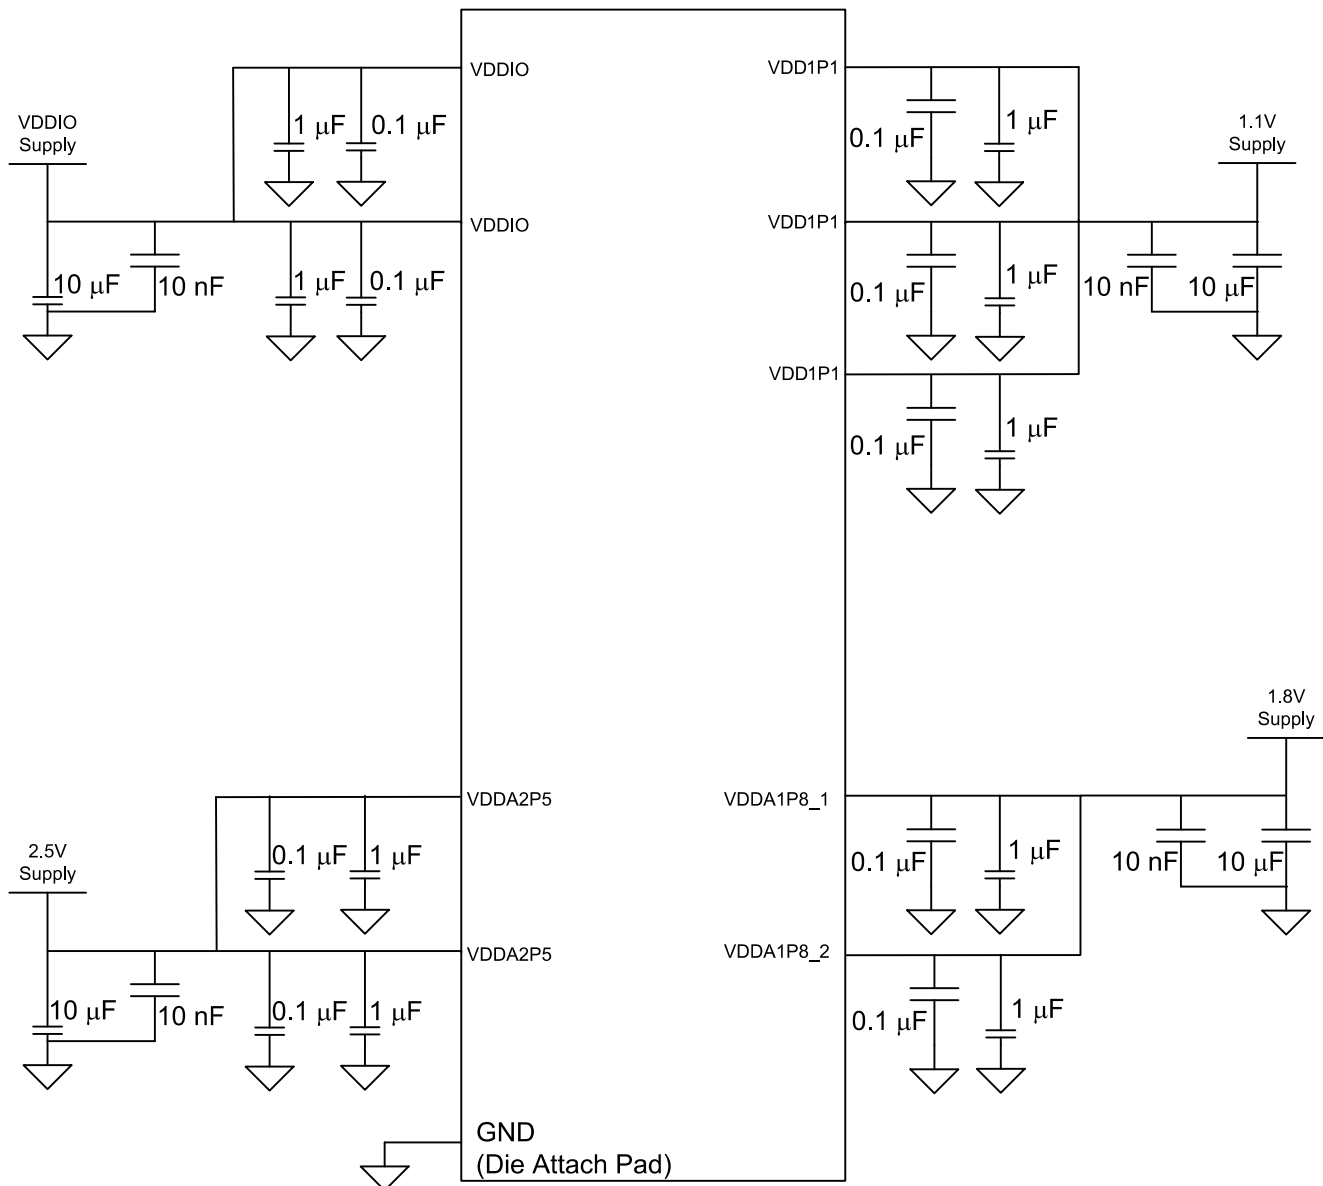 VDDIO
VDD1P1
1 μF
0.1 μF
0.1 μF
1 μF
VDDIO
Supply
1.1V
Supply
VDDIO
VDD1P1
10 μF
10 nF
1 μF
0.1 μF
0.1 μF
1 μF
10 nF
10 μF
VDD1P1
0.1 μF
1 μF
1.8V
Supply
VDDA2P5
VDDA1P8_1
2.5V
Supply
0.1 μF
1 μF
0.1 μF
1 μF
10 nF
10 μF
VDDA2P5
VDDA1P8_2
10 μF
10 nF
0.1 μF
1 μF
0.1 μF
1 μF
GND
(Die Attach Pad)